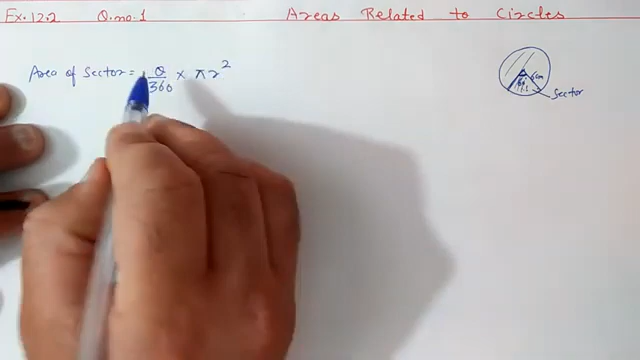 Ex. 12.2 Q.no.1 Areas Related to Circles
Area of Sector = θ/360 × πr²
6cm
Sector